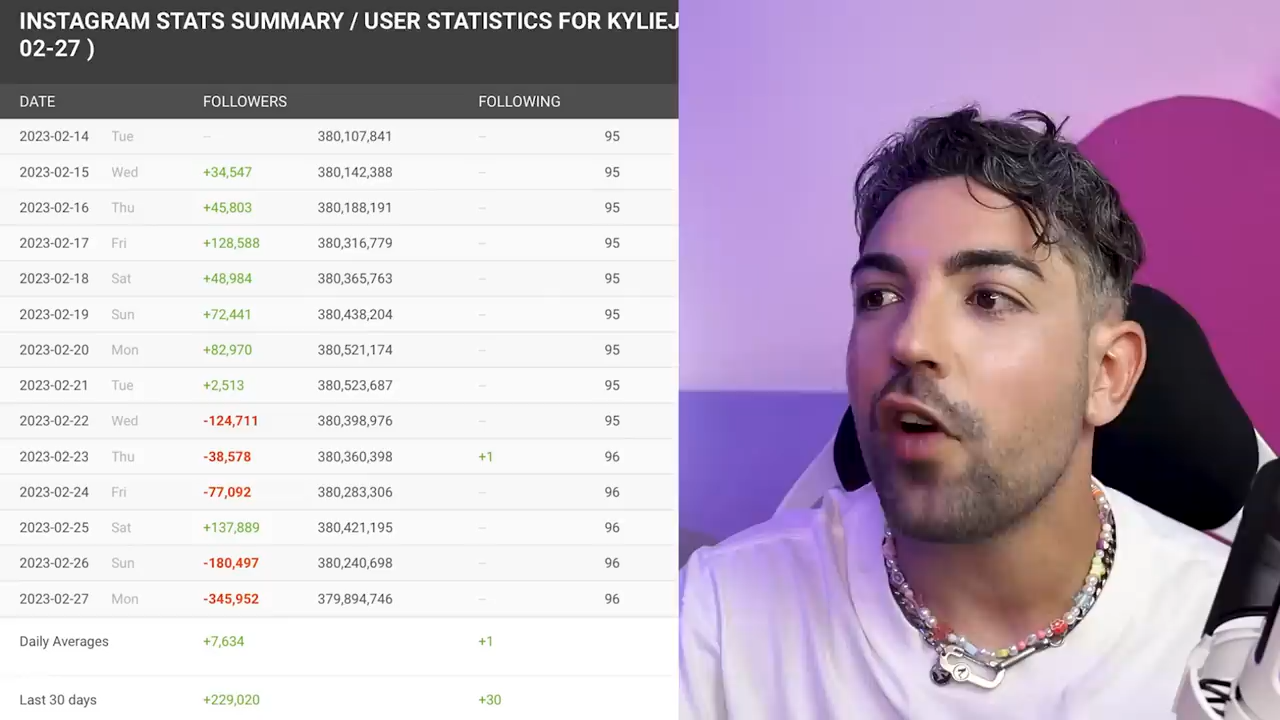 INSTAGRAM STATS SUMMARY / USER STATISTICS FOR KYLIEJ
02-27 )
DATE FOLLOWERS FOLLOWING
2023-02-14 Tue -- 380,107,841 -- 95
2023-02-15 Wed +34,547 380,142,388 -- 95
2023-02-16 Thu +45,803 380,188,191 -- 95
2023-02-17 Fri +128,588 380,316,779 -- 95
2023-02-18 Sat +48,984 380,365,763 -- 95
2023-02-19 Sun +72,441 380,438,204 -- 95
2023-02-20 Mon +82,970 380,521,174 -- 95
2023-02-21 Tue +2,513 380,523,687 -- 95
2023-02-22 Wed -124,711 380,398,976 -- 95
2023-02-23 Thu -38,578 380,360,398 +1 96
2023-02-24 Fri -77,092 380,283,306 -- 96
2023-02-25 Sat +137,889 380,421,195 -- 96
2023-02-26 Sun -180,497 380,240,698 -- 96
2023-02-27 Mon -345,952 379,894,746 -- 96
Daily Averages +7,634 +1
Last 30 days +229,020 +30